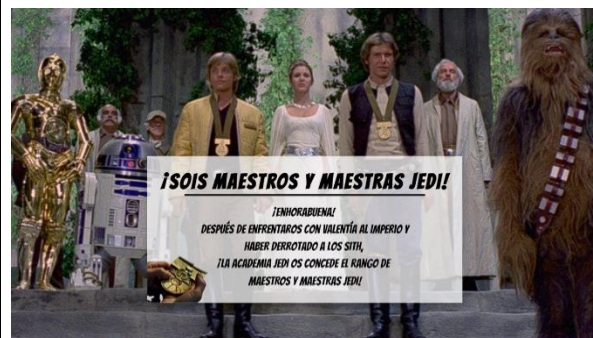 ¡SOIS MAESTROS Y MAESTRAS JEDI!
¡ENHORABUENA!
DESPUÉS DE ENFRENTAROS CON VALENTÍA AL IMPERIO Y
HABER DERROTADO A LOS SITH,
¡LA ACADEMIA JEDI OS CONCEDE EL RANGO DE
MAESTROS Y MAESTRAS JEDI!